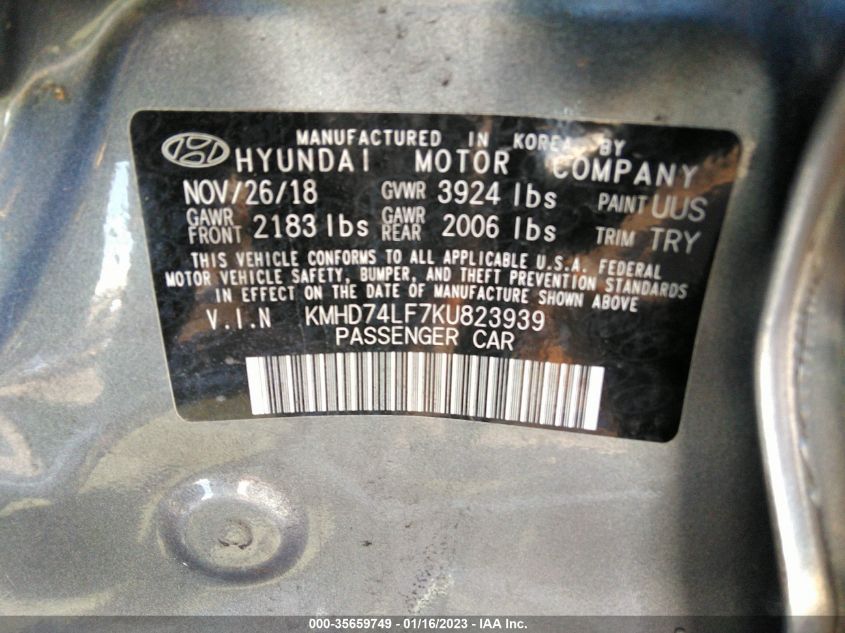 MANUFACTURED IN KOREA BY
HYUNDAI MOTOR COMPANY
NOV/26/18 GVWR 3924 lbs PAINT UUS
GAWR FRONT 2183 lbs GAWR REAR 2006 lbs TRIM TRY
THIS VEHICLE CONFORMS TO ALL APPLICABLE U.S.A. FEDERAL
MOTOR VEHICLE SAFETY, BUMPER, AND THEFT PREVENTION STANDARDS
IN EFFECT ON THE DATE OF MANUFACTURE SHOWN ABOVE
V.I.N KMHD74LF7KU823939
PASSENGER CAR
000-35659749 - 01/16/2023 - IAA Inc.